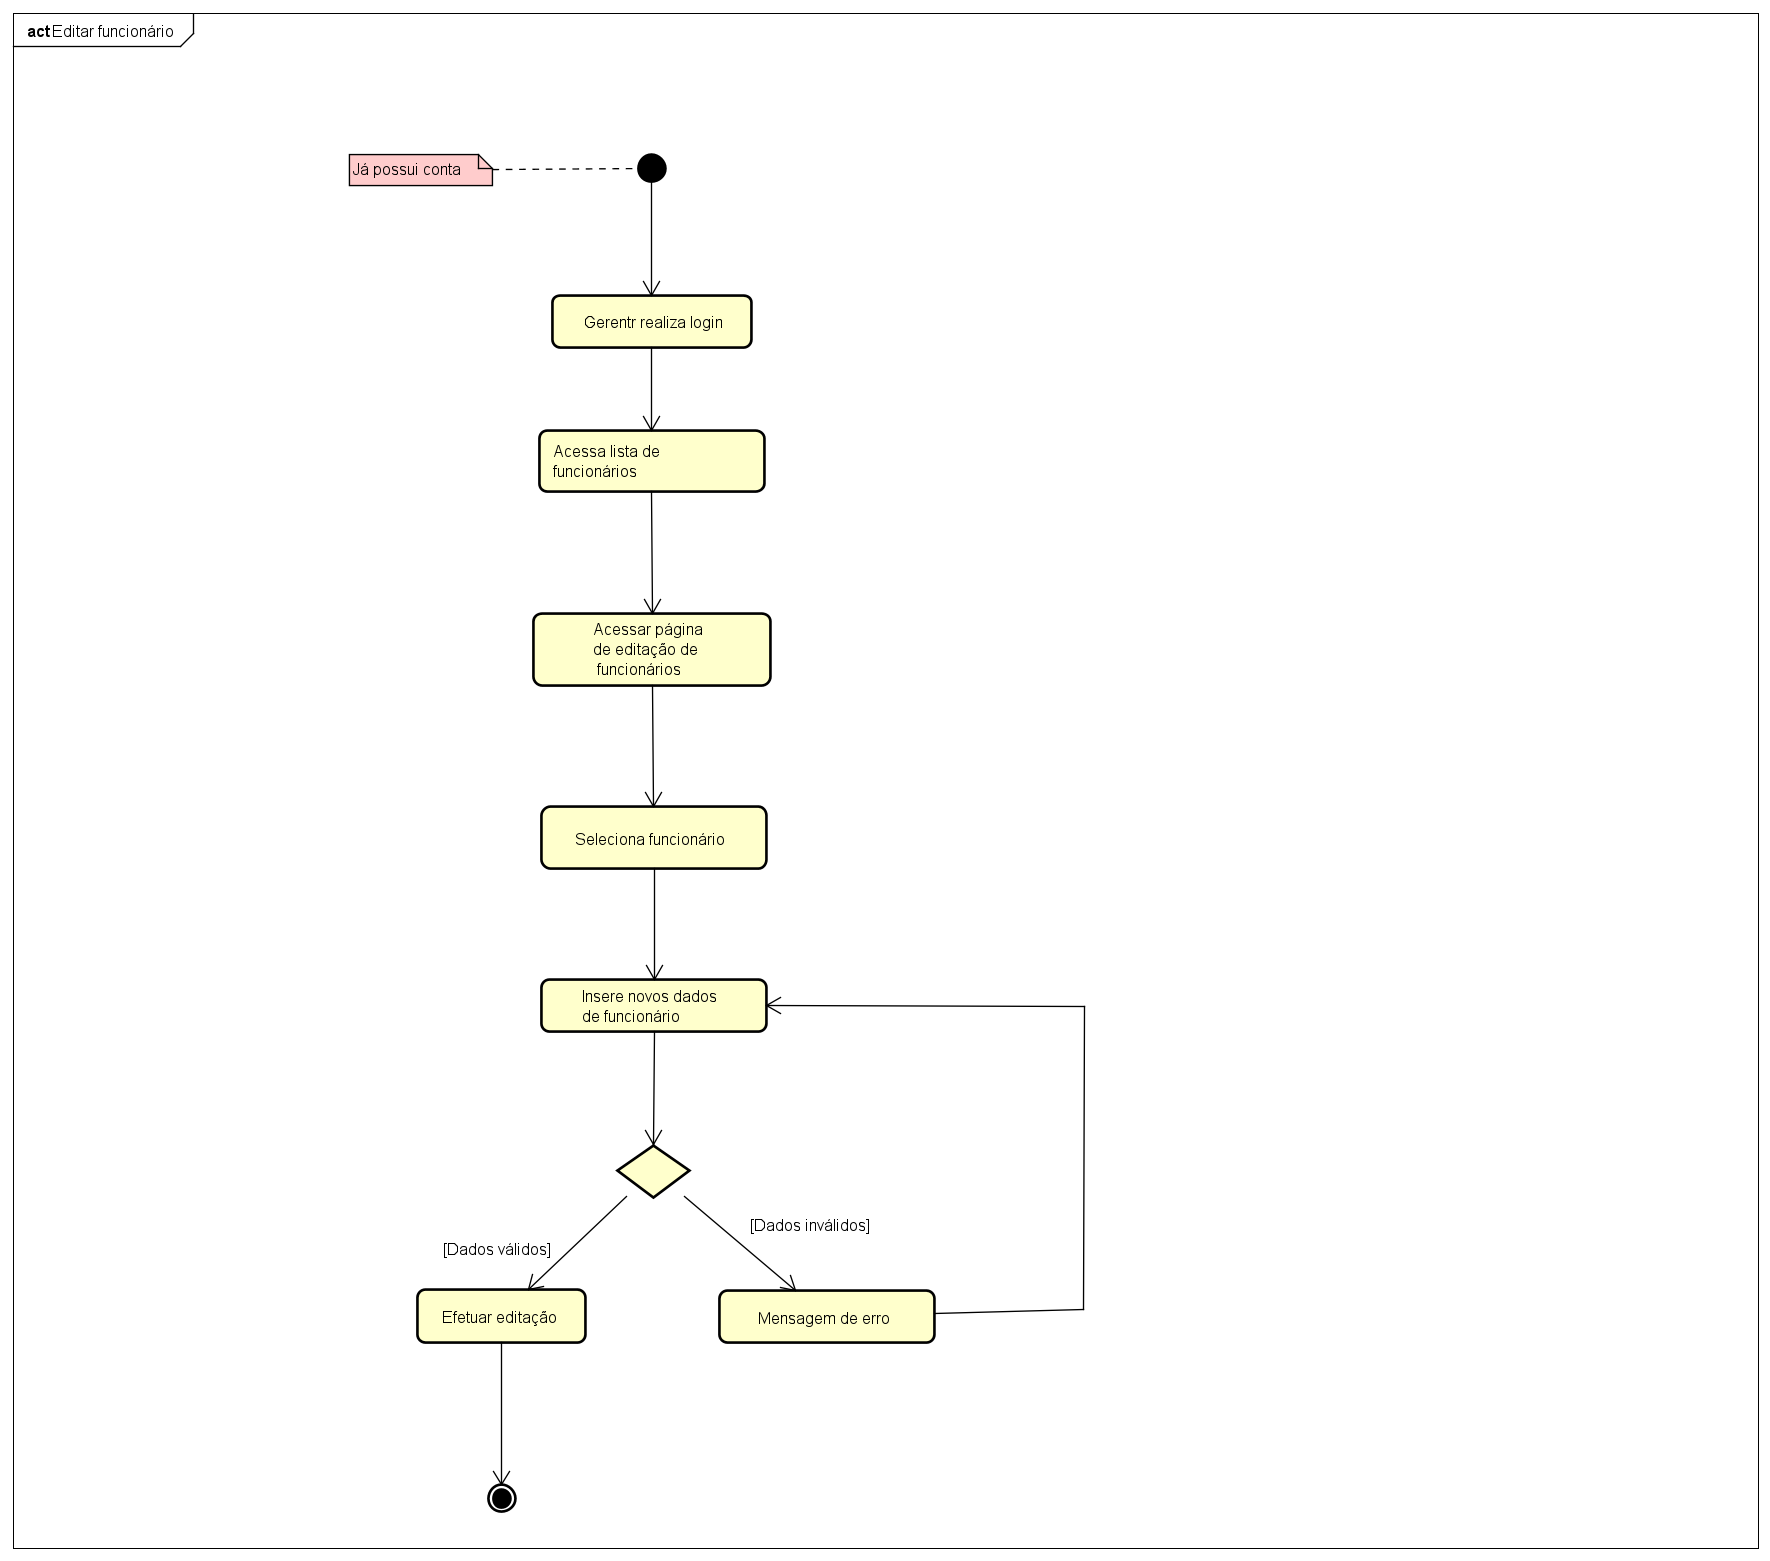 act Editar funcionário
Já possui conta
Gerentr realiza login
Acessa lista de
funcionários
Acessar página
de editação de
funcionários
Seleciona funcionário
Insere novos dados
de funcionário
[Dados inválidos]
[Dados válidos]
Efetuar editação
Mensagem de erro